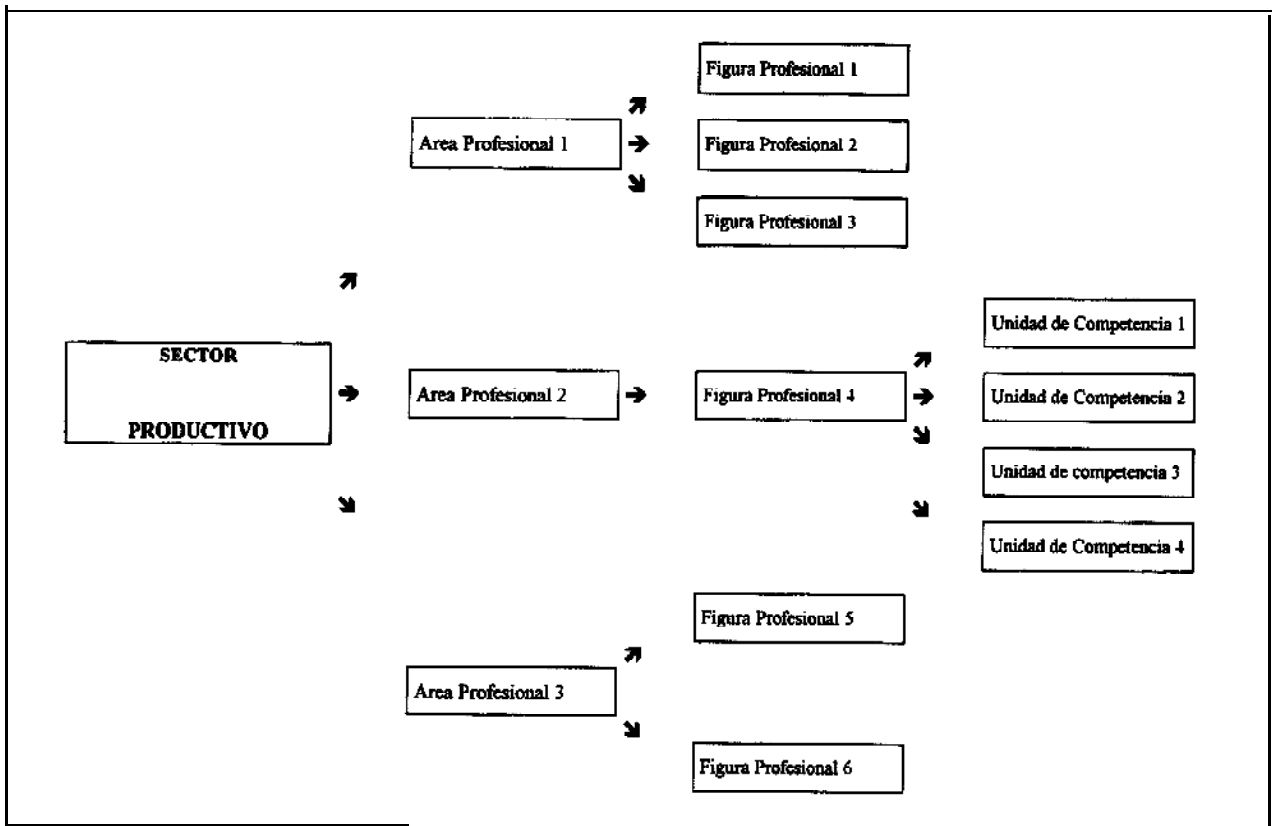 Figura Profesional 1
Area Profesional 1
Figura Profesional 2
Figura Profesional 3
SECTOR
PRODUCTIVO
Area Profesional 2
Figura Profesional 4
Unidad de Competencia 1
Unidad de Competencia 2
Unidad de competencia 3
Unidad de Competencia 4
Area Profesional 3
Figura Profesional 5
Figura Profesional 6